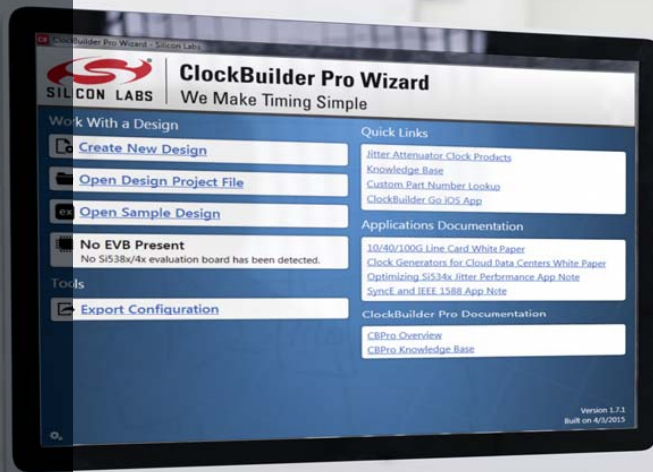 ClockBuilder Pro Wizard - Silicon Labs
SILICON LABS
ClockBuilder Pro Wizard
We Make Timing Simple
Work With a Design
Create New Design
Open Design Project File
ex Open Sample Design
No EVB Present
No Si538x/4x evaluation board has been detected.
Tools
Export Configuration
Quick Links
Jitter Attenuator Clock Products
Knowledge Base
Custom Part Number Lookup
ClockBuilder Go iOS App
Applications Documentation
10/40/100G Line Card White Paper
Clock Generators for Cloud Data Centers White Paper
Optimizing Si534x Jitter Performance App Note
SyncE and IEEE 1588 App Note
ClockBuilder Pro Documentation
CBPro Overview
CBPro Knowledge Base
Version 1.7.1
Built on 4/3/2015